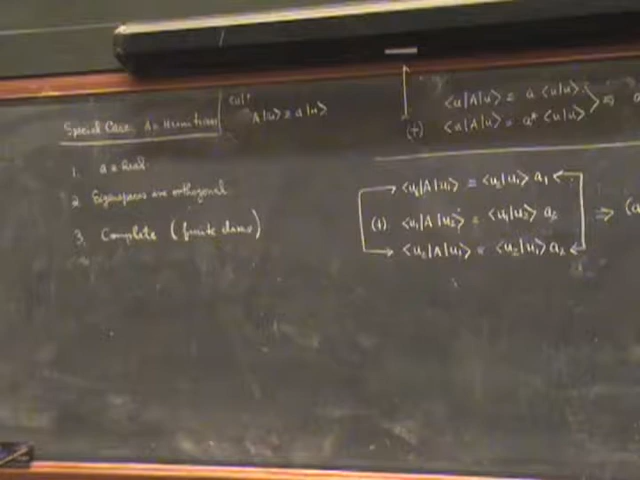 Special Case A = Hermitian
A|u⟩ = a|u⟩
1. a = real
2. Eigenspaces are orthogonal
3. Complete (finite dims)
⟨u|A|u⟩ = a ⟨u|u⟩ ⇒
(†) ⟨u|A|u⟩ = a* ⟨u|u⟩
⟨u₂|A|u₁⟩ = ⟨u₂|u₁⟩ a₁
(†) ⟨u₁|A|u₂⟩ = ⟨u₁|u₂⟩ a₂ ⇒
⟨u₂|A|u₁⟩ = ⟨u₂|u₁⟩ a₂